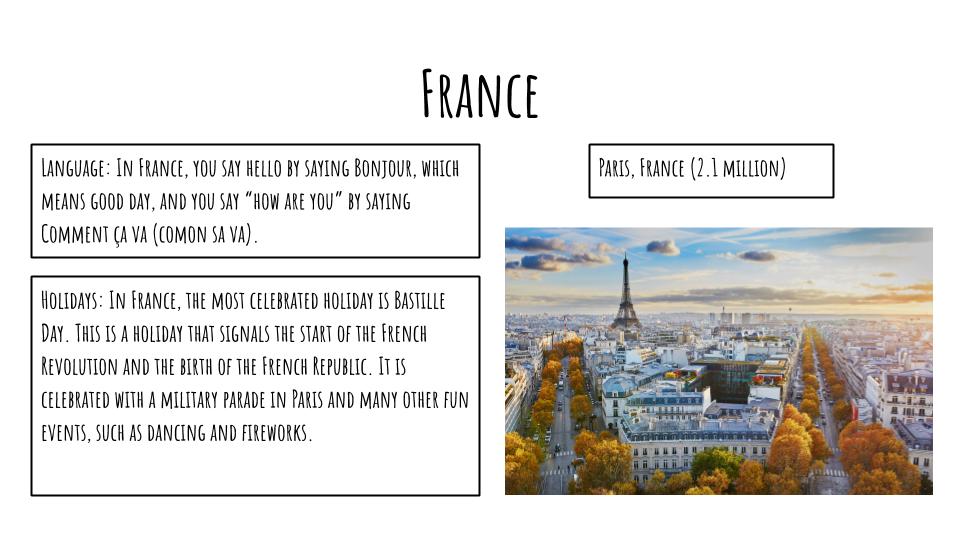 France
Language: In France, you say hello by saying Bonjour, which
means good day, and you say “how are you” by saying
Comment ça va (comon sa va).
Holidays: In France, the most celebrated holiday is Bastille
Day. This is a holiday that signals the start of the French
Revolution and the birth of the French Republic. It is
celebrated with a military parade in Paris and many other fun
events, such as dancing and fireworks.
Paris, France (2.1 million)